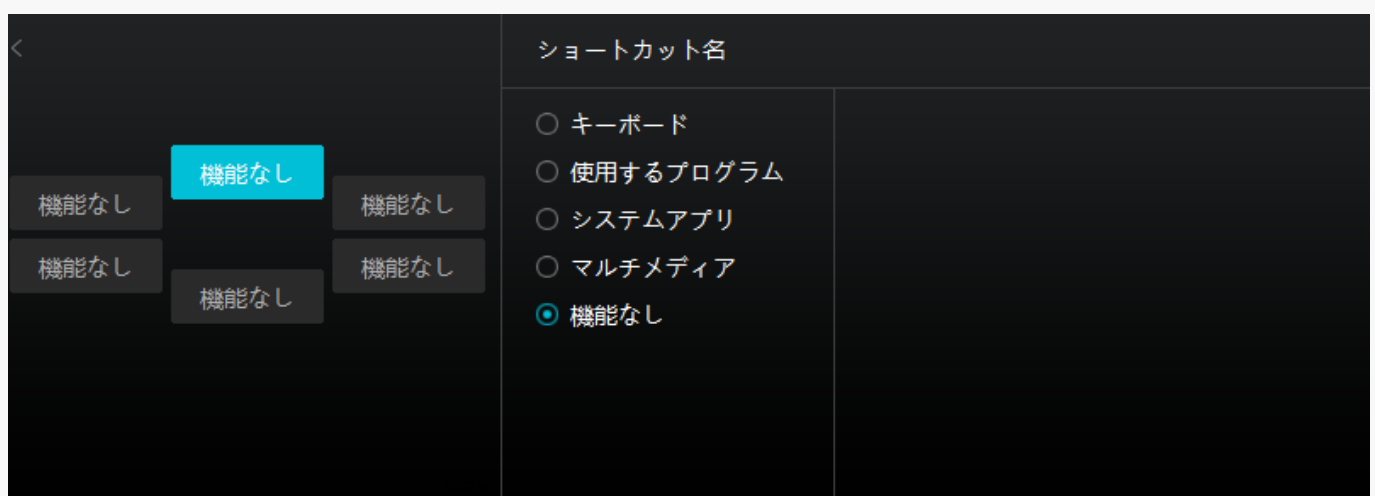 <
ショートカット名
機能なし
機能なし
機能なし
機能なし
機能なし
機能なし
キーボード
使用するプログラム
システムアプリ
マルチメディア
機能なし